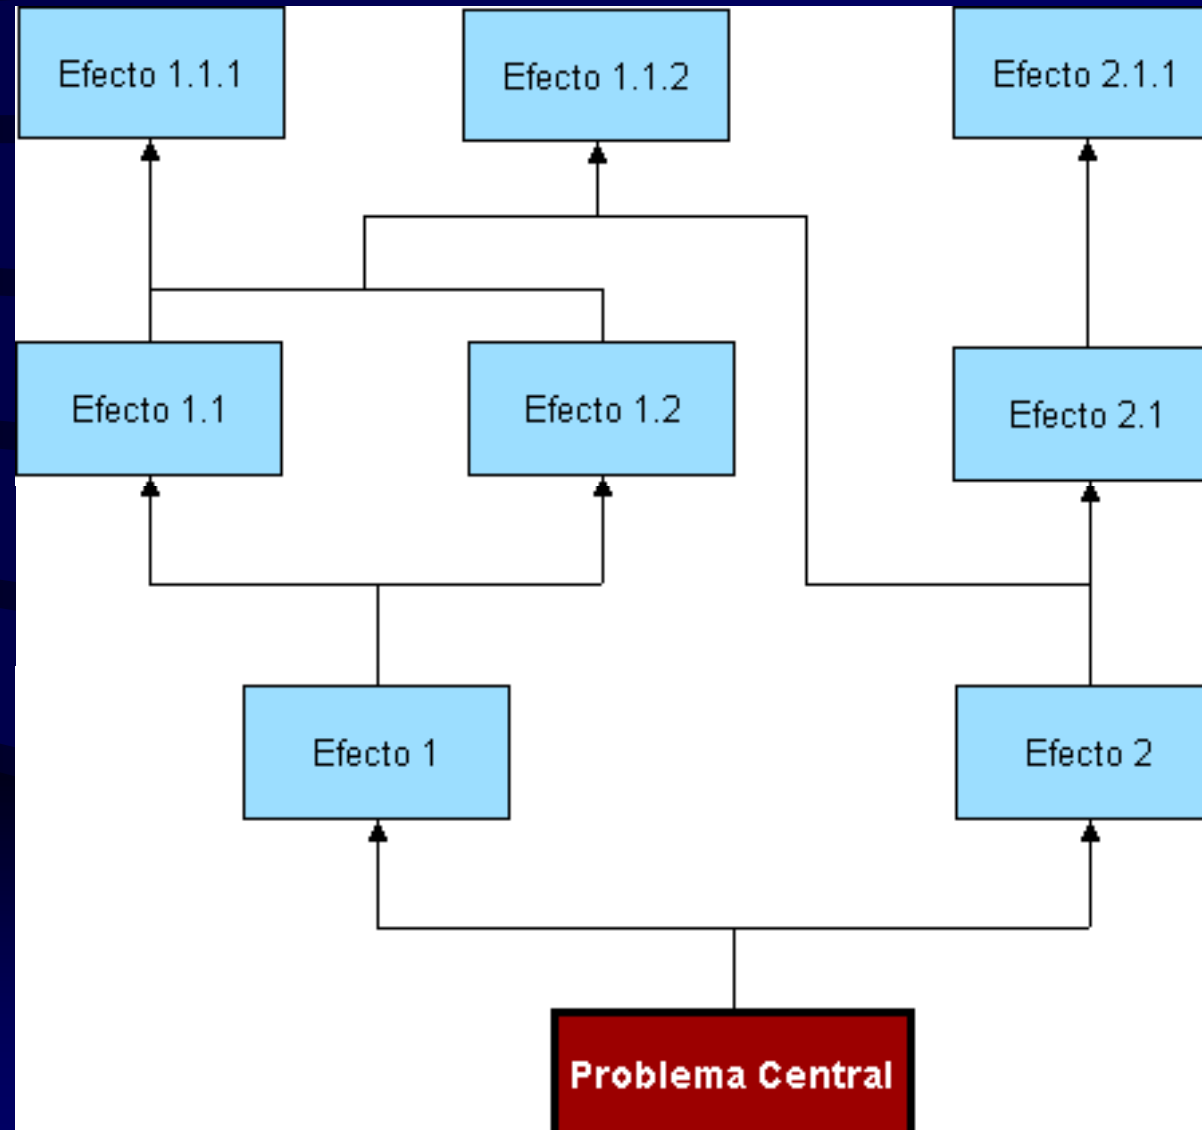 Efecto 1.1.1
Efecto 1.1.2
Efecto 2.1.1
Efecto 1.1
Efecto 1.2
Efecto 2.1
Efecto 1
Efecto 2
Problema Central